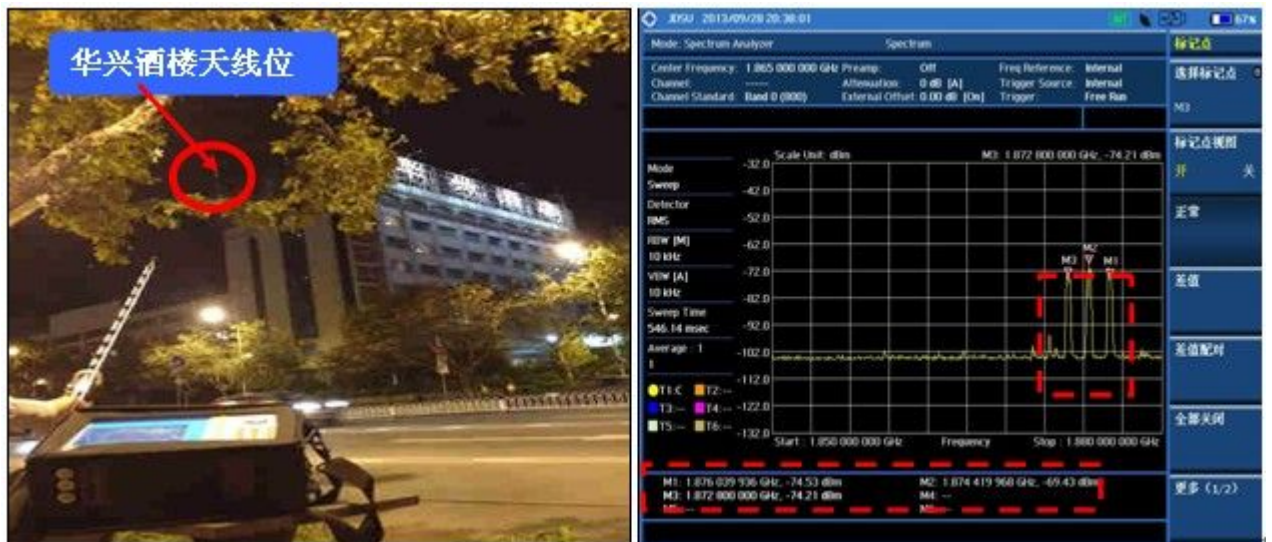 华兴酒楼天线位
JDSU 2013/09/28 20:38:01
67%
Mode: Spectrum Analyzer
Spectrum
标记点
Center Frequency: 1.865 000 000 GHz
Preamp: Off
Freq Reference: Internal
Channel: -----
Attenuation: 0 dB [A]
Trigger Source: Internal
Channel Standard: Band 0 (800)
External Offset: 0.00 dB [On]
Trigger: Free Run
选择标记点
M3
标记点视图
开 关
正常
差值
差值配对
全部关闭
更多 (1/2)
Scale Unit: dBm
M3: 1.872 800 000 GHz, -74.21 dBm
Mode
Sweep
Detector
RMS
RBW [M]
10 kHz
VBW [A]
10 kHz
Sweep Time
546.14 msec
Average : 1
1
T1:C T2:--
T3:-- T4:--
T5:-- T6:--
-32.0
-42.0
-52.0
-62.0
-72.0
-82.0
-92.0
-102.0
-112.0
-122.0
-132.0
M3 M2 M1
Start : 1.850 000 000 GHz
Frequency
Stop : 1.880 000 000 GHz
M1: 1.876 039 936 GHz, -74.53 dBm
M2: 1.874 419 968 GHz, -69.43 dBm
M3: 1.872 800 000 GHz, -74.21 dBm
M4: --